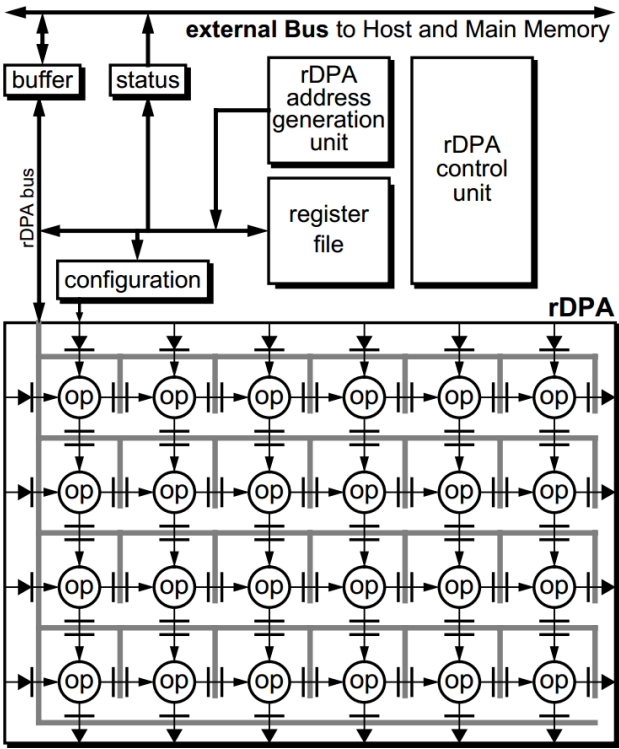 external Bus to Host and Main Memory
buffer
status
rDPA
address
generation
unit
rDPA
control
unit
rDPA bus
register
file
configuration
rDPA
op op op op op op
op op op op op op
op op op op op op
op op op op op op